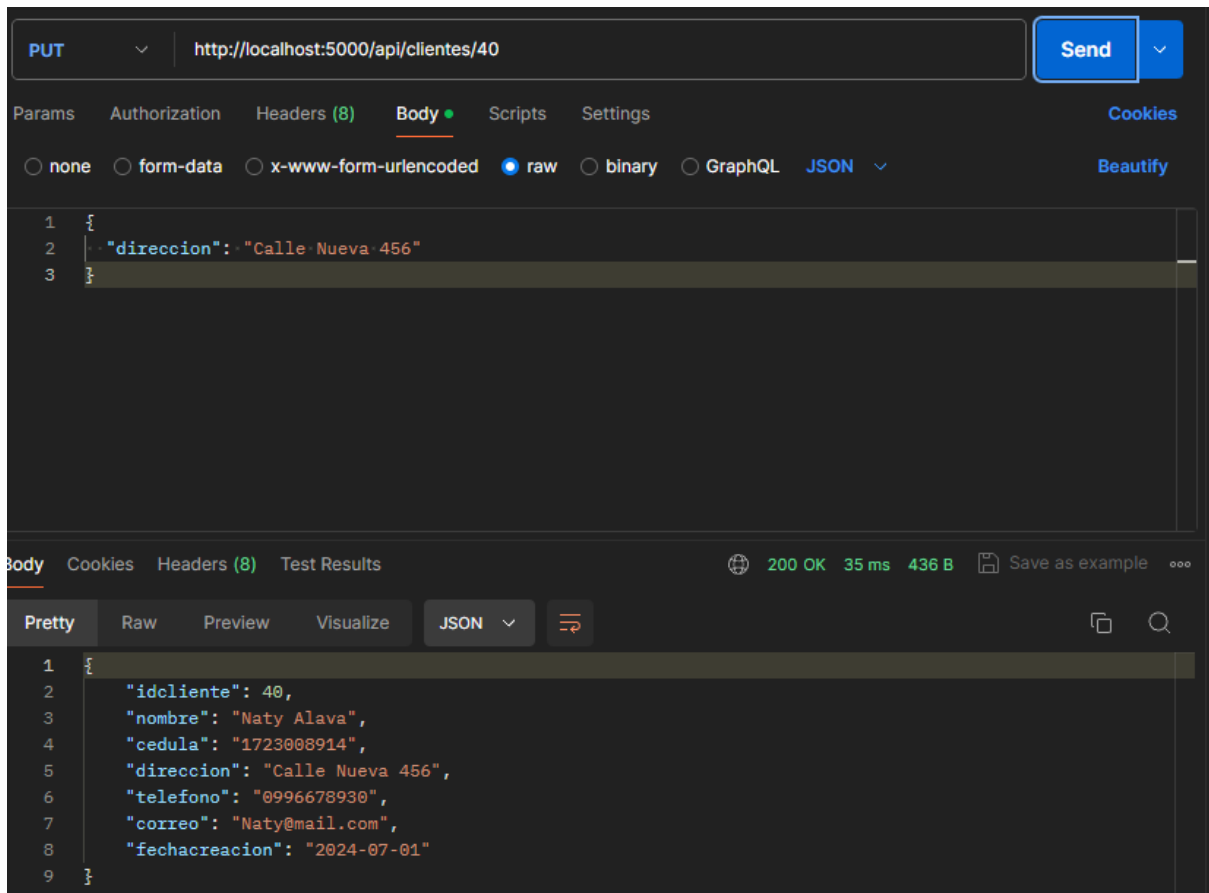 PUT http://localhost:5000/api/clientes/40 Send
Params Authorization Headers (8) Body Scripts Settings Cookies
none form-data x-www-form-urlencoded raw binary GraphQL JSON Beautify
1 {
2 "direccion": "Calle Nueva 456"
3 }
Body Cookies Headers (8) Test Results 200 OK 35 ms 436 B Save as example
Pretty Raw Preview Visualize JSON
1 {
2 "idcliente": 40,
3 "nombre": "Naty Alava",
4 "cedula": "1723008914",
5 "direccion": "Calle Nueva 456",
6 "telefono": "0996678930",
7 "correo": "Naty@mail.com",
8 "fechacreacion": "2024-07-01"
9 }